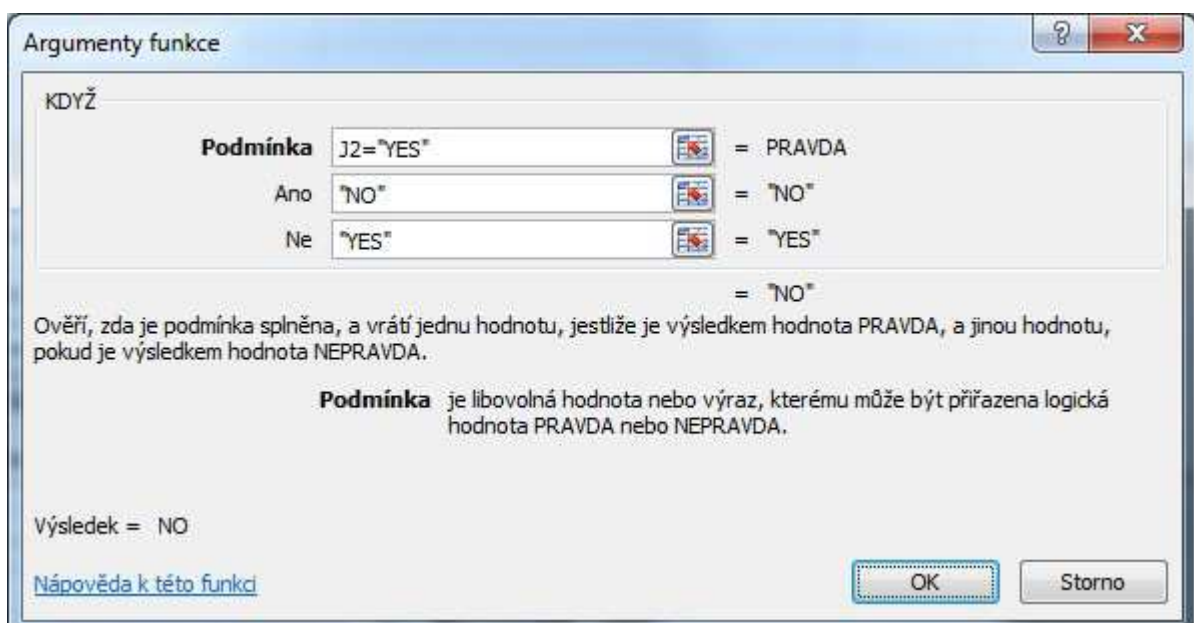 Argumenty funkce
KDYŽ
Podmínka J2="YES" = PRAVDA
Ano "NO" = "NO"
Ne "YES" = "YES"
= "NO"
Ověří, zda je podmínka splněna, a vrátí jednu hodnotu, jestliže je výsledkem hodnota PRAVDA, a jinou hodnotu,
pokud je výsledkem hodnota NEPRAVDA.
Podmínka je libovolná hodnota nebo výraz, kterému může být přiřazena logická
hodnota PRAVDA nebo NEPRAVDA.
Výsledek = NO
Nápověda k této funkci OK Storno